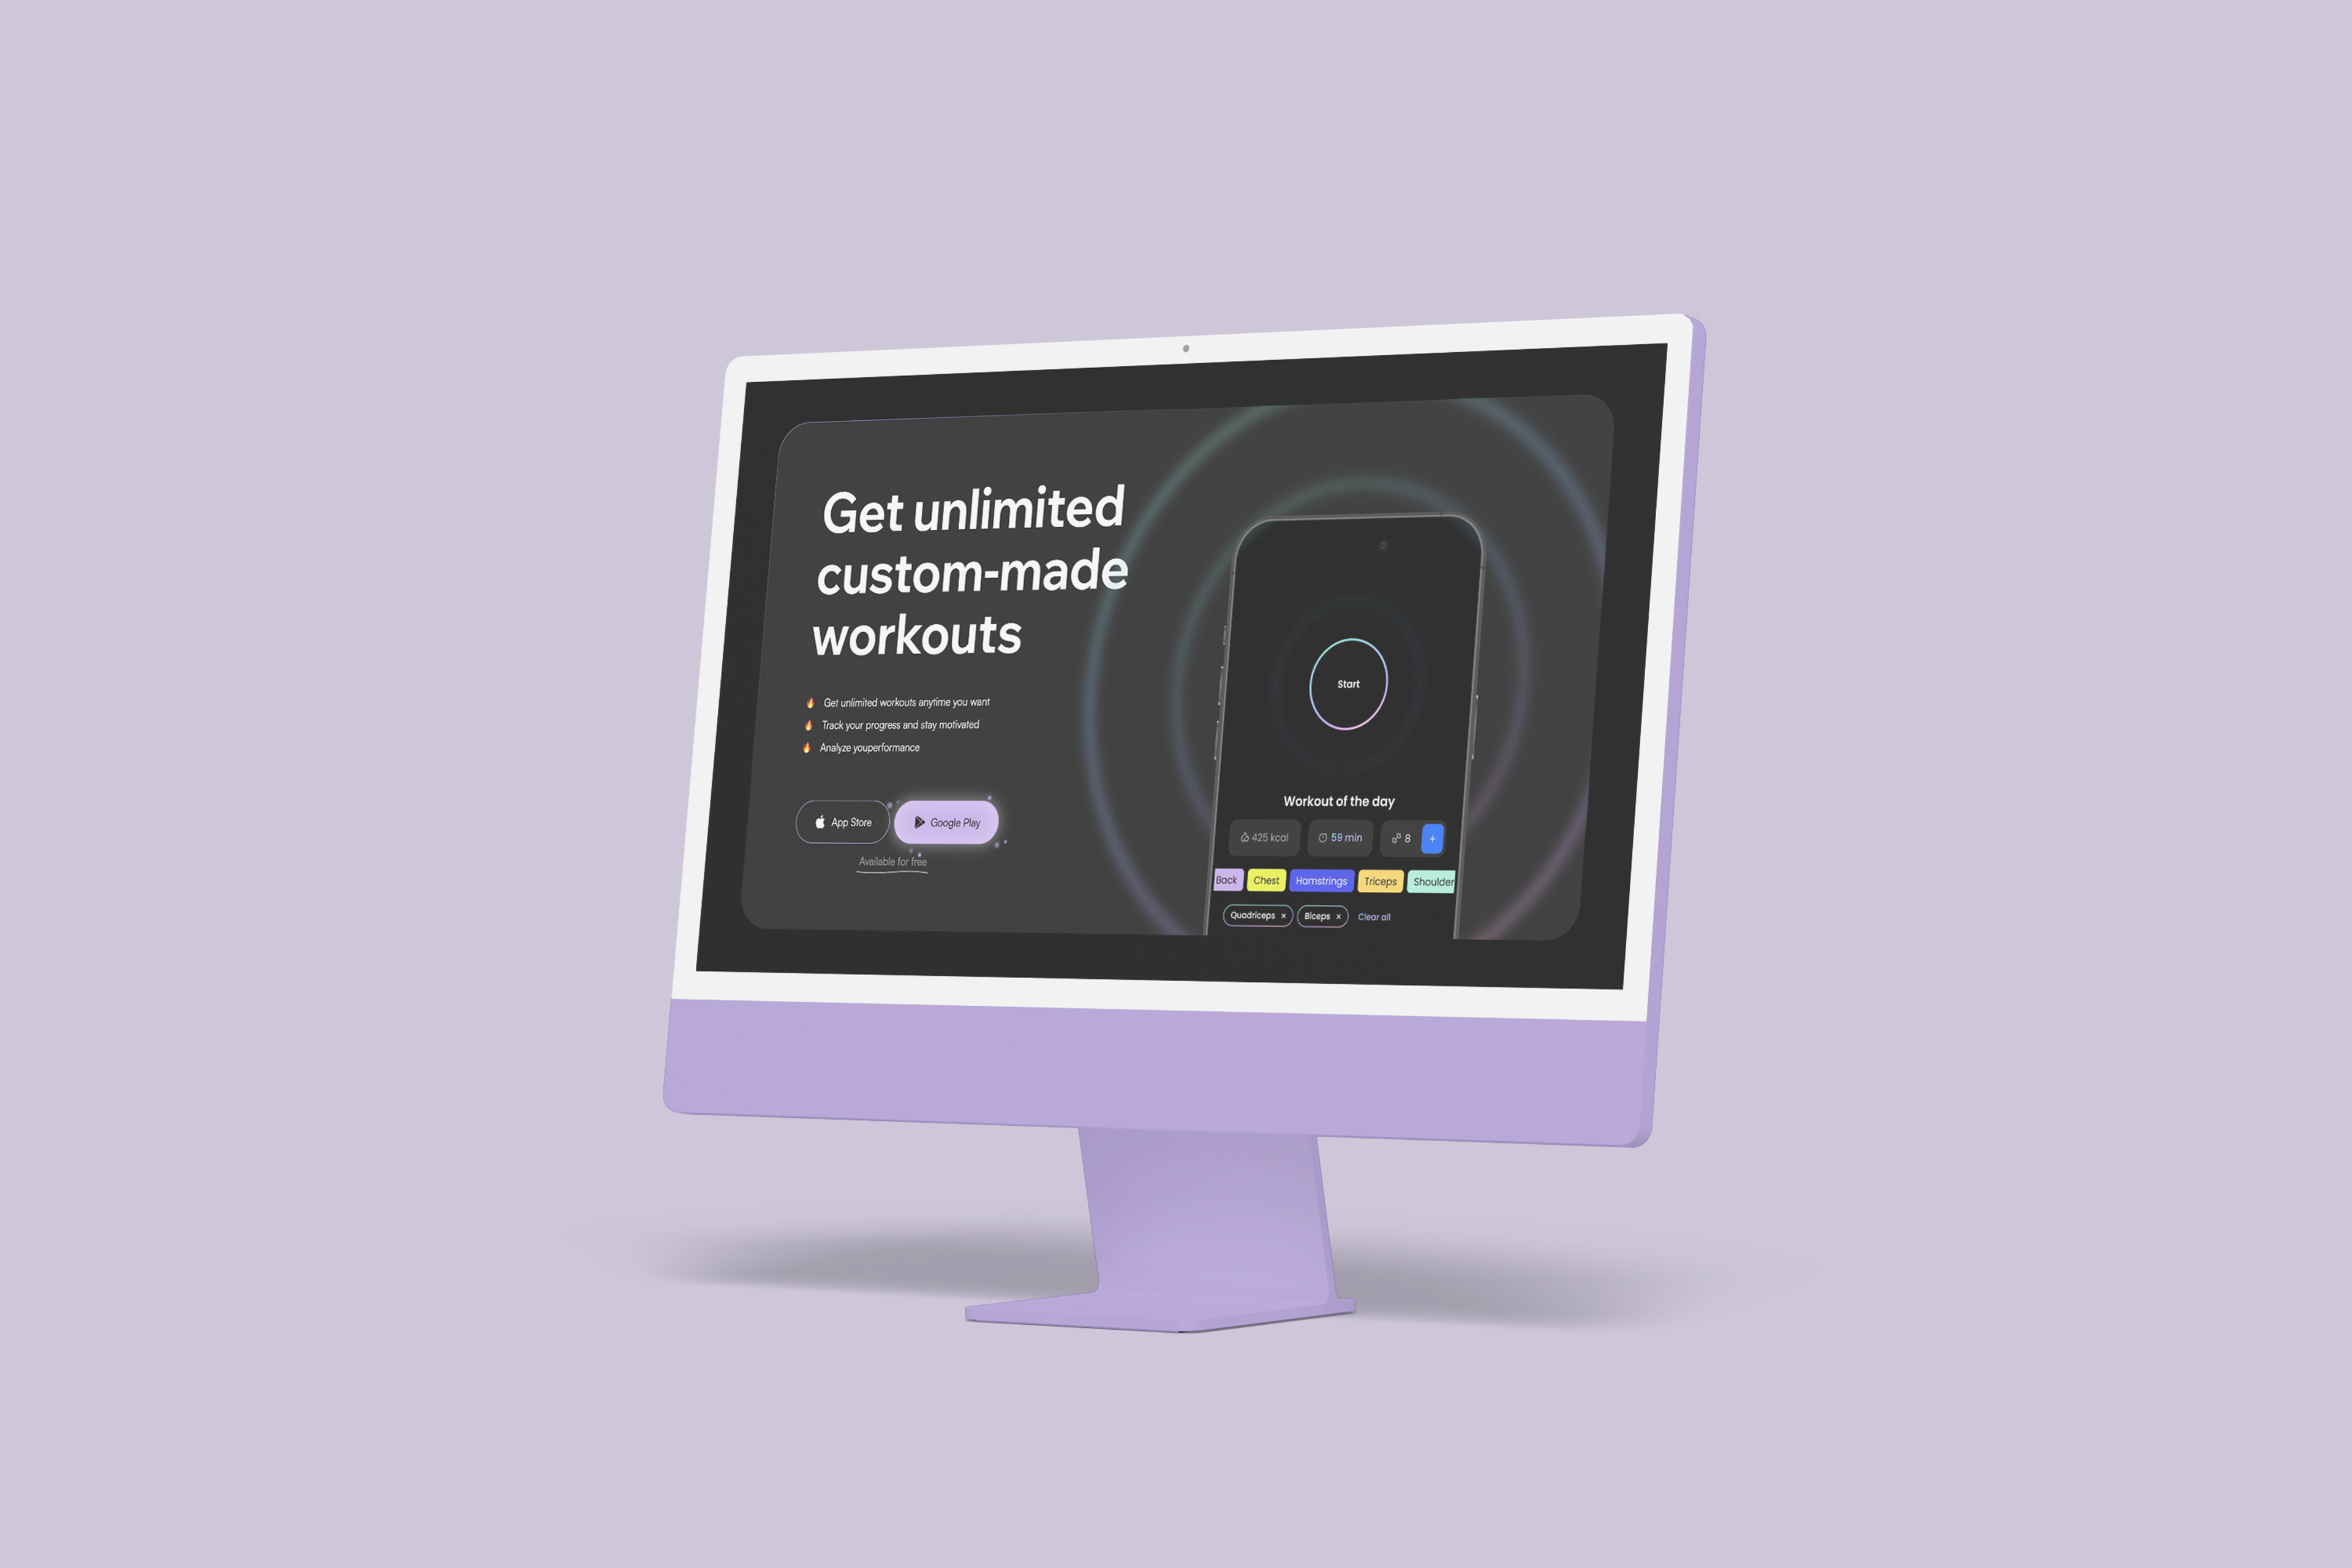 Get unlimited
custom-made
workouts
Get unlimited workouts anytime you want
Track your progress and stay motivated
Analyze youperformance
App Store
Google Play
Available for free
Start
Workout of the day
425 kcal
59 min
8
+
Back
Chest
Hamstrings
Triceps
Shoulder
Quadriceps ×
Biceps ×
Clear all